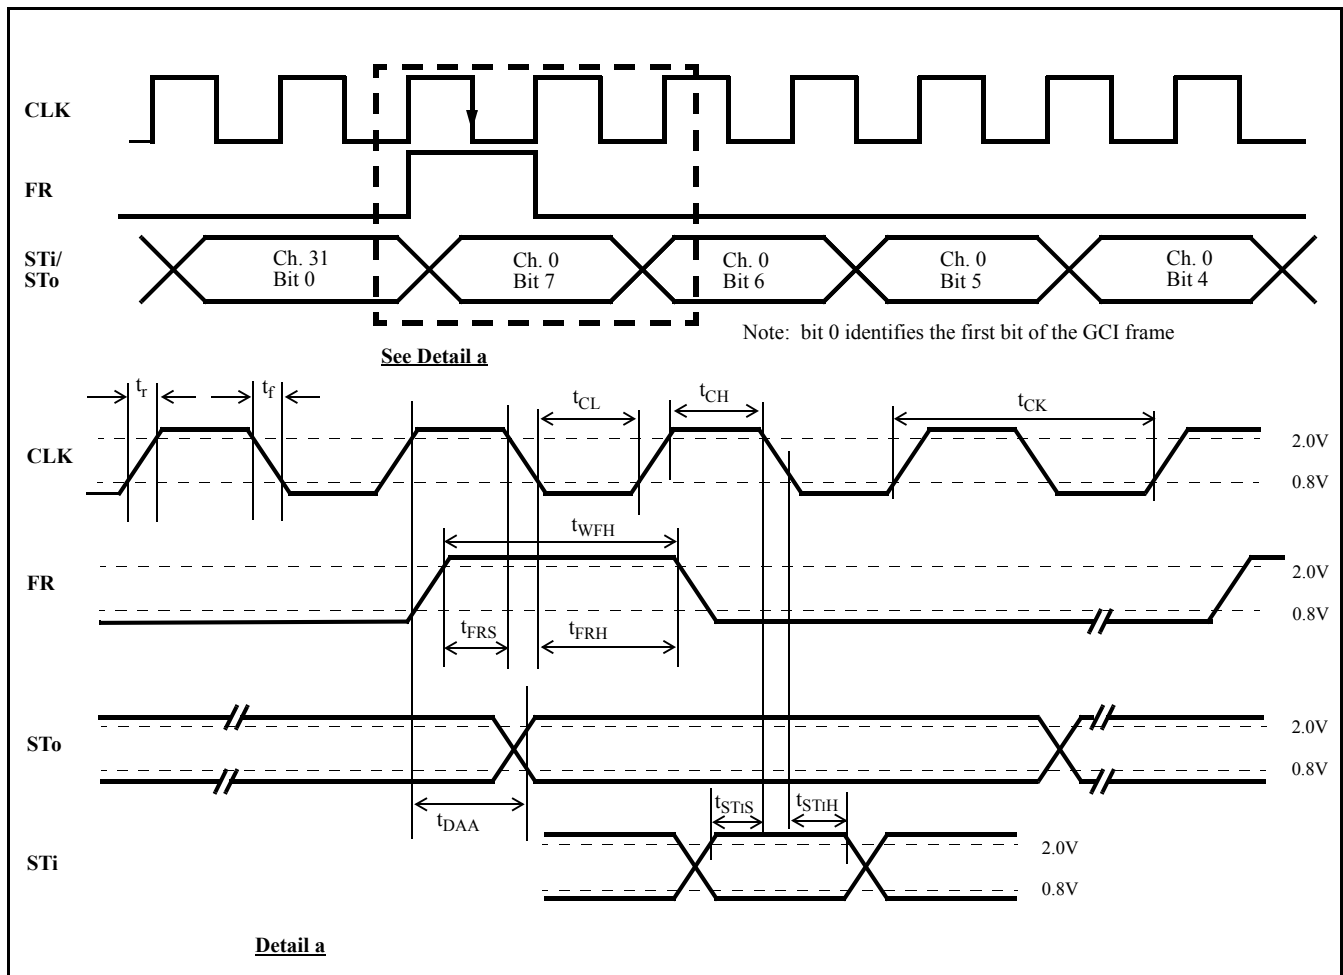 CLK
FR
STi/
STo
Ch. 31
Bit 0
Ch. 0
Bit 7
Ch. 0
Bit 6
Ch. 0
Bit 5
Ch. 0
Bit 4
Note: bit 0 identifies the first bit of the GCI frame
See Detail a
tr
tf
tCL
tCH
tCK
CLK
2.0V
0.8V
tWFH
FR
2.0V
0.8V
tFRS
tFRH
STo
2.0V
0.8V
tDAA
tSTiS
tSTiH
STi
2.0V
0.8V
Detail a